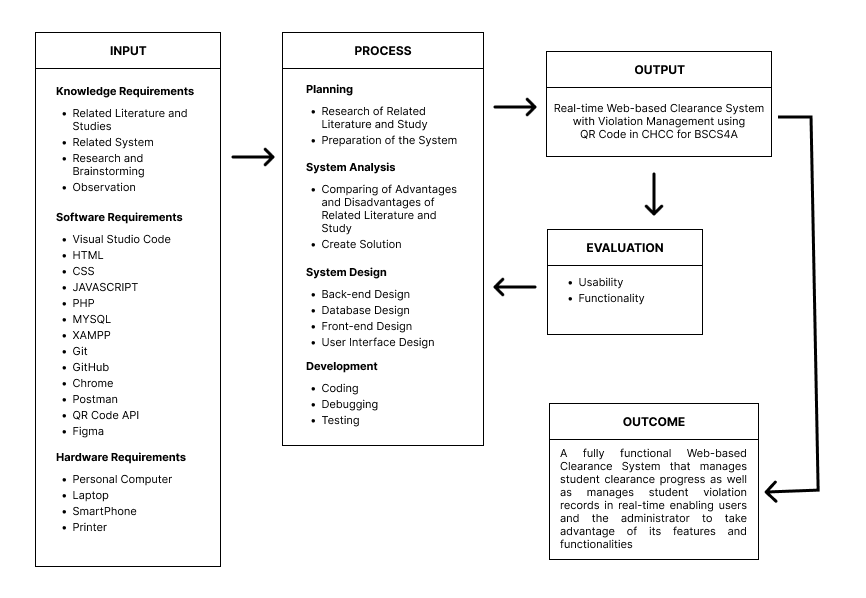 INPUT
Knowledge Requirements
• Related Literature and
Studies
• Related System
• Research and
Brainstorming
• Observation
Software Requirements
• Visual Studio Code
• HTML
• CSS
• JAVASCRIPT
• PHP
• MYSQL
• XAMPP
• Git
• GitHub
• Chrome
• Postman
• QR Code API
• Figma
Hardware Requirements
• Personal Computer
• Laptop
• SmartPhone
• Printer
PROCESS
Planning
• Research of Related
Literature and Study
• Preparation of the System
System Analysis
• Comparing of Advantages
and Disadvantages of
Related Literature and
Study
• Create Solution
System Design
• Back-end Design
• Database Design
• Front-end Design
• User Interface Design
Development
• Coding
• Debugging
• Testing
OUTPUT
Real-time Web-based Clearance System
with Violation Management using
QR Code in CHCC for BSCS4A
EVALUATION
• Usability
• Functionality
OUTCOME
A fully functional Web-based
Clearance System that manages
student clearance progress as well
as manages student violation
records in real-time enabling users
and the administrator to take
advantage of its features and
functionalities